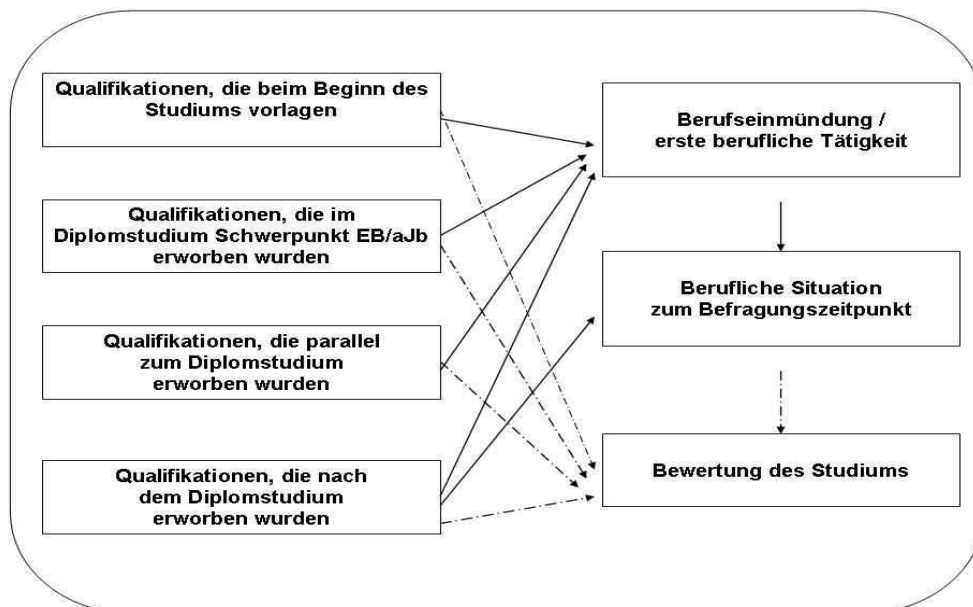 Qualifikationen, die beim Beginn des
Studiums vorlagen
Qualifikationen, die im
Diplomstudium Schwerpunkt EB/aJb
erworben wurden
Qualifikationen, die parallel
zum Diplomstudium
erworben wurden
Qualifikationen, die nach
dem Diplomstudium
erworben wurden
Berufseinmündung /
erste berufliche Tätigkeit
Berufliche Situation
zum Befragungszeitpunkt
Bewertung des Studiums